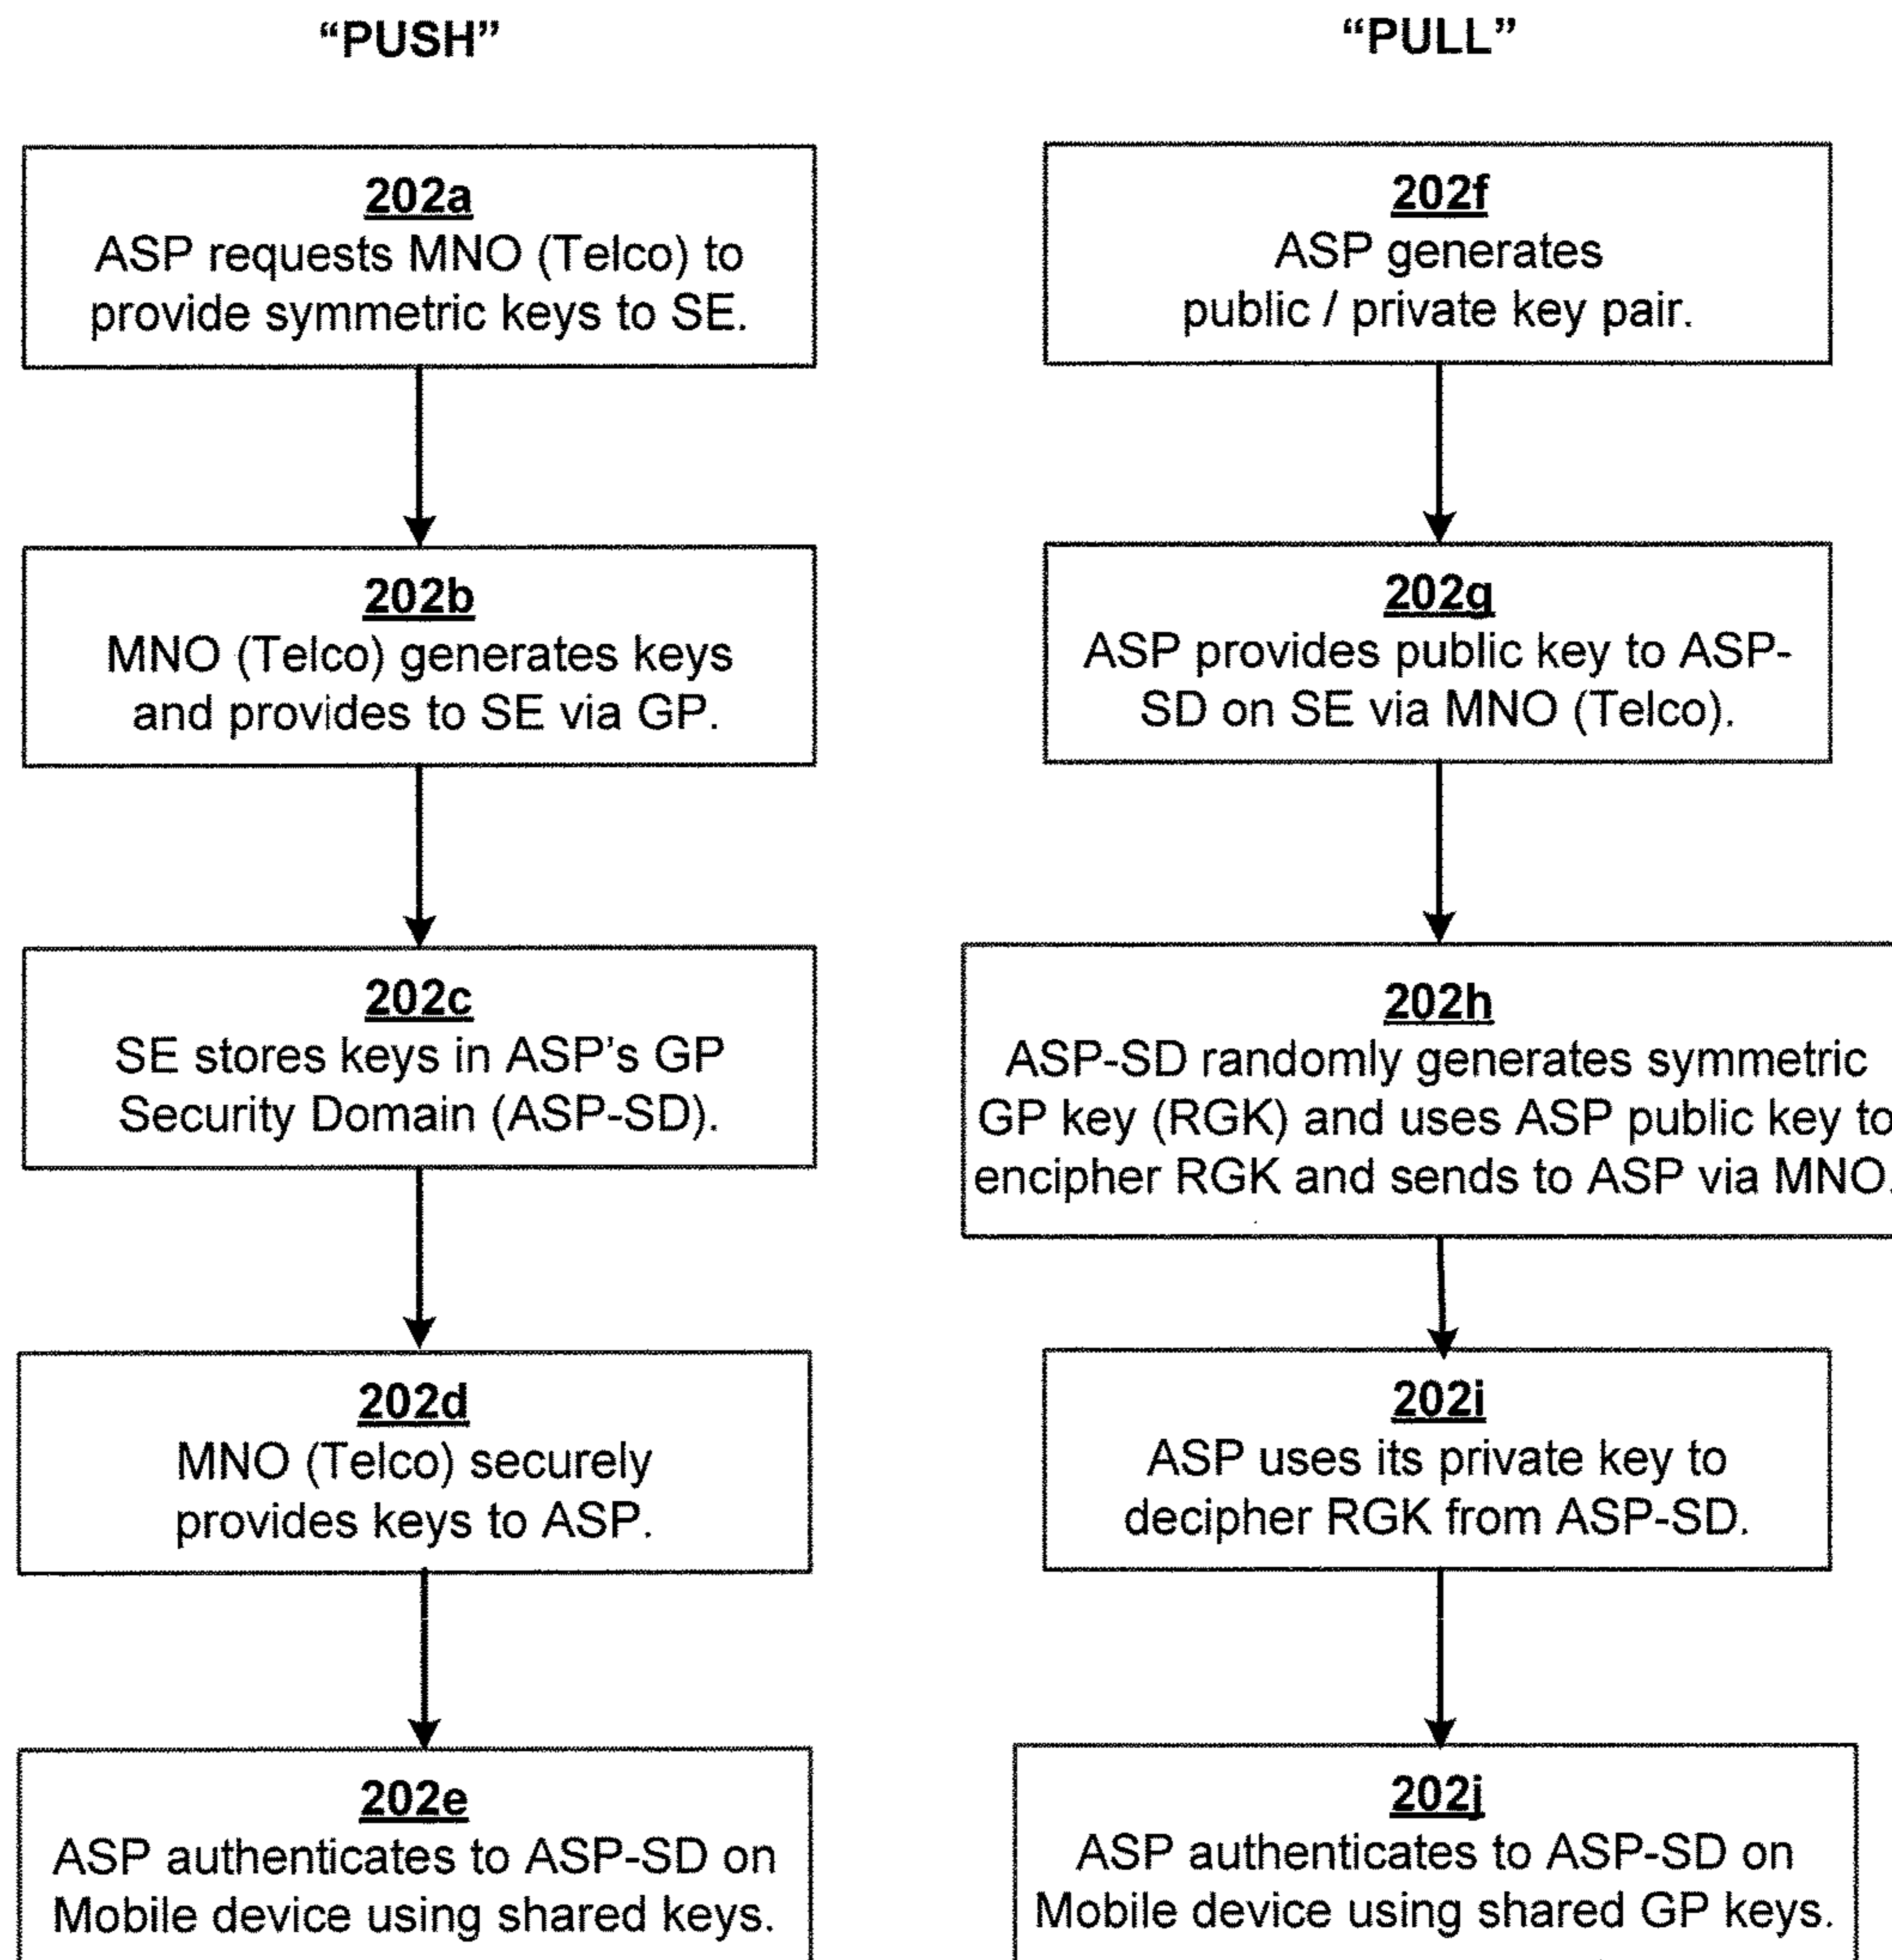 “PUSH”
202a
ASP requests MNO (Telco) to
provide symmetric keys to SE.
202b
MNO (Telco) generates keys
and provides to SE via GP.
202c
SE stores keys in ASP’s GP
Security Domain (ASP-SD).
202d
MNO (Telco) securely
provides keys to ASP.
202e
ASP authenticates to ASP-SD on
Mobile device using shared keys.
“PULL”
202f
ASP generates
public / private key pair.
202g
ASP provides public key to ASP-
SD on SE via MNO (Telco).
202h
ASP-SD randomly generates symmetric
GP key (RGK) and uses ASP public key to
encipher RGK and sends to ASP via MNO.
202i
ASP uses its private key to
decipher RGK from ASP-SD.
202j
ASP authenticates to ASP-SD on
Mobile device using shared GP keys.